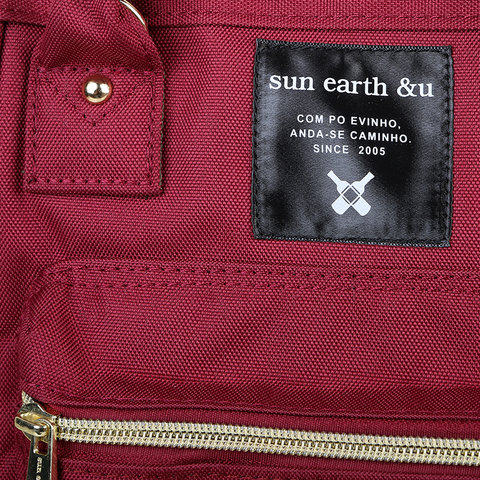 sun earth &u
COM PO EVINHO,
ANDA-SE CAMINHO.
SINCE 2005